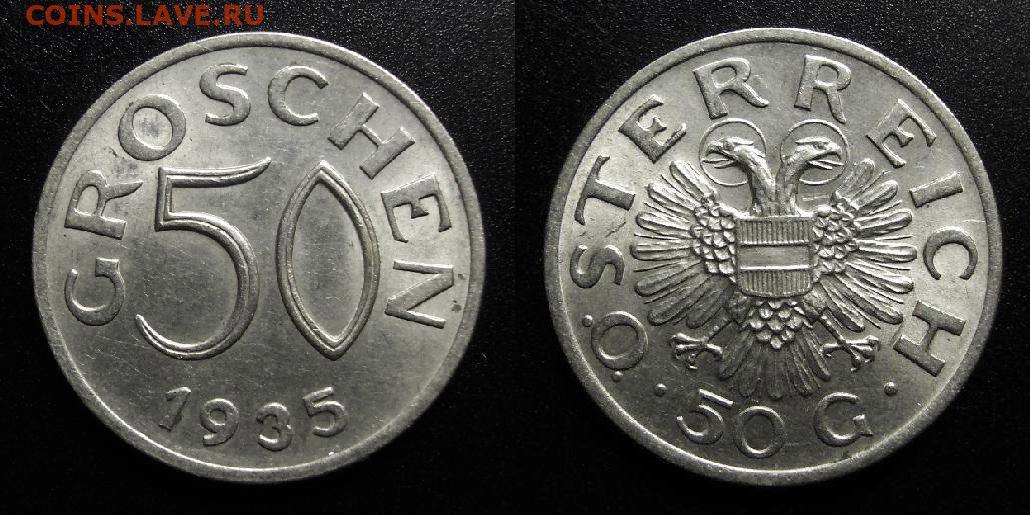 COINS.LAVE.RU
GROSCHEN
50
1935
ÖSTERREICH
· 50 G ·